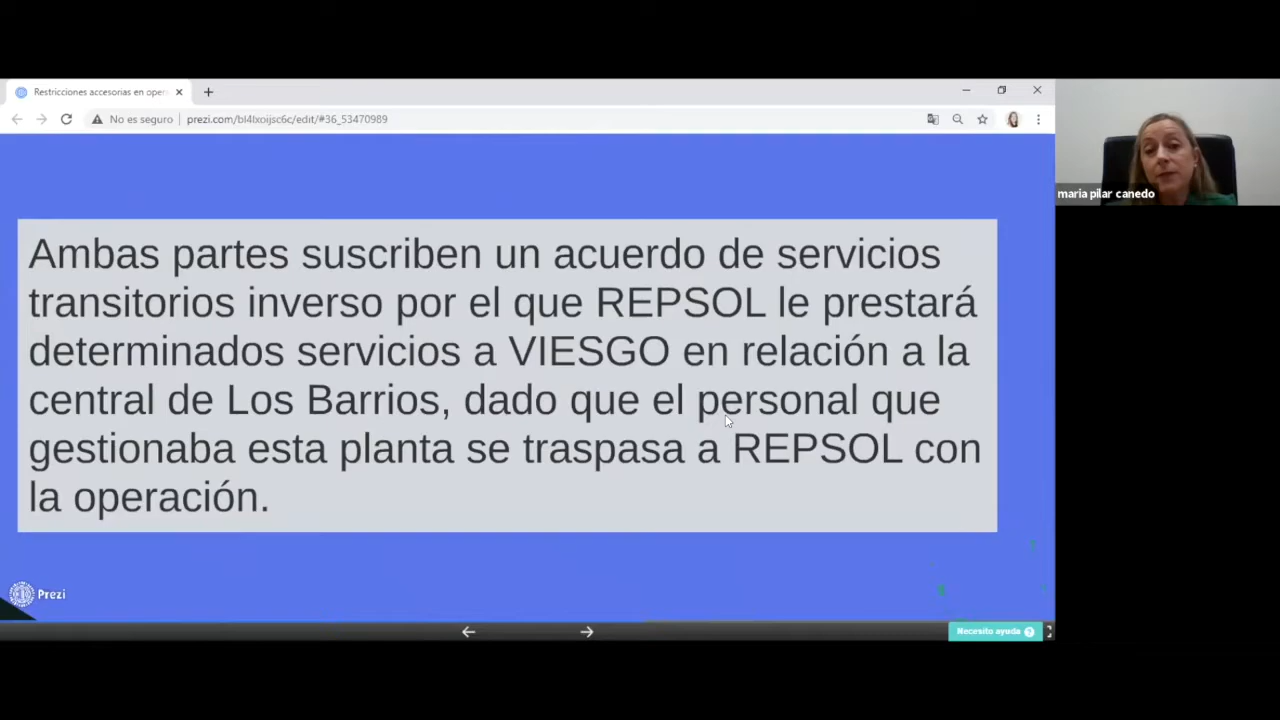 Restricciones accesorias en oper
No es seguro
prezi.com/bl4lxoijsc6c/edit/#36_53470989
maria pilar canedo
Ambas partes suscriben un acuerdo de servicios
transitorios inverso por el que REPSOL le prestará
determinados servicios a VIESGO en relación a la
central de Los Barrios, dado que el personal que
gestionaba esta planta se traspasa a REPSOL con
la operación.
Prezi
Necesito ayuda